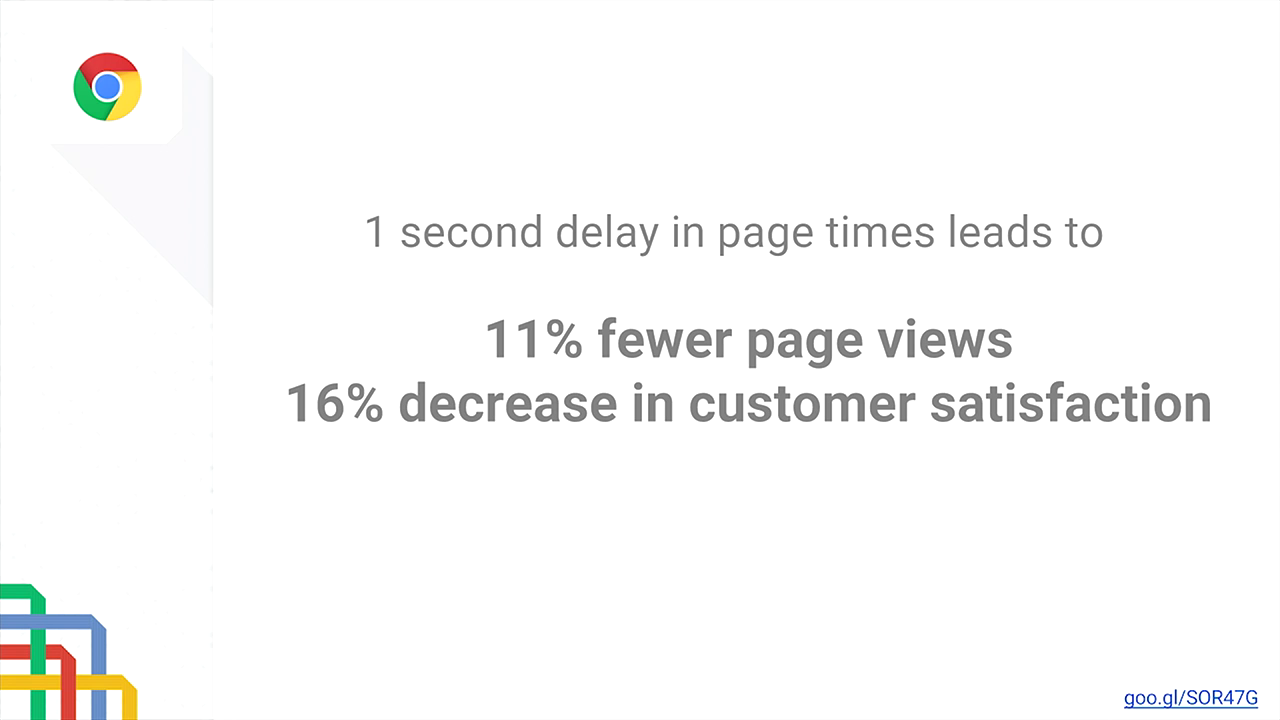 1 second delay in page times leads to
11% fewer page views
16% decrease in customer satisfaction
goo.gl/SOR47G